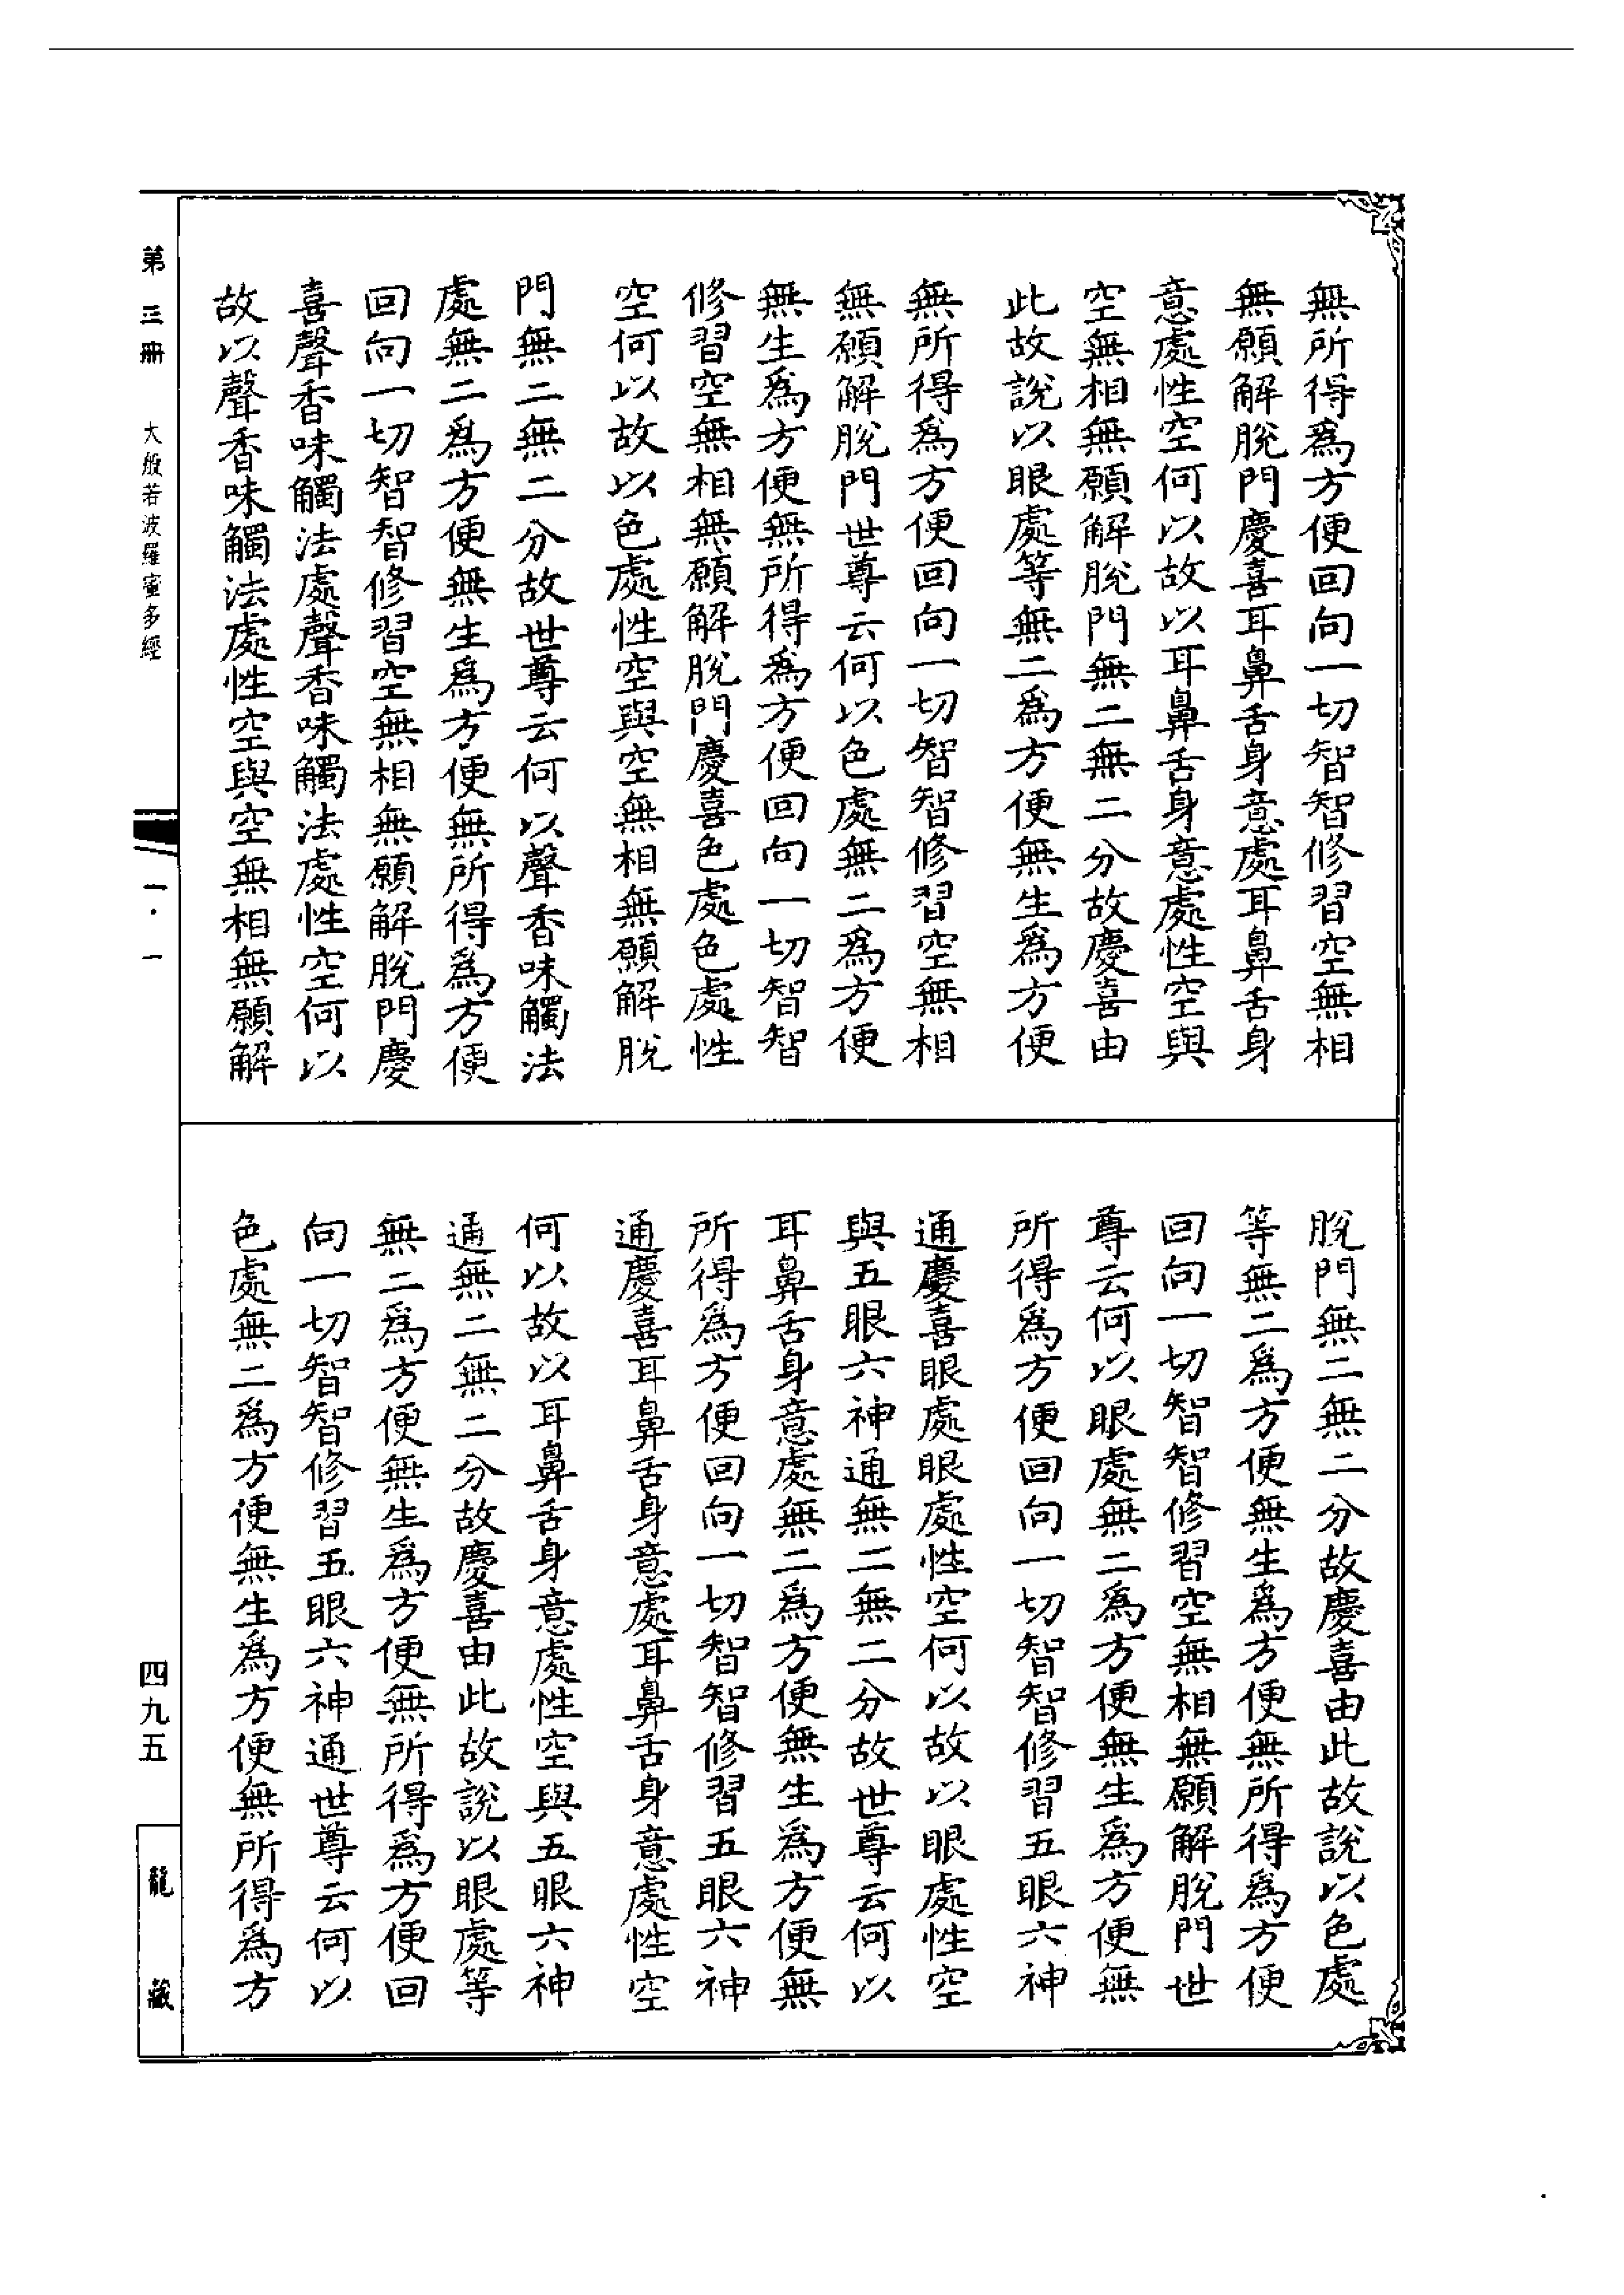 無所得為方便回向一切智智修習空無相
無願解脫門慶喜耳鼻舌身意處耳鼻舌身
意處性空何以故以耳鼻舌身意處性空與
空無相無願解脫門無二無二分故慶喜由
此故說以眼處等無二為方便無生為方便
無所得為方便回向一切智智修習空無相
無願解脫門世尊云何以色處無二為方便
無生為方便無所得為方便回向一切智智
修習空無相無願解脫門慶喜色處色處性
空何以故以色處性空與空無相無願解脫
門無二無二分故世尊云何以聲香味觸法
處無二為方便無生為方便無所得為方便
回向一切智智修習空無相無願解脫門慶
喜聲香味觸法處聲香味觸法處性空何以
故以聲香味觸法處性空與空無相無願解
脫門無二無二分故慶喜由此故說以色處
等無二為方便無生為方便無所得為方便
回向一切智智修習空無相無願解脫門世
尊云何以眼處無二為方便無生為方便無
所得為方便回向一切智智修習五眼六神
通慶喜眼處眼處性空何以故以眼處性空
與五眼六神通無二無二分故世尊云何以
耳鼻舌身意處無二為方便無生為方便無
所得為方便回向一切智智修習五眼六神
通慶喜耳鼻舌身意處耳鼻舌身意處性空
何以故以耳鼻舌身意處性空與五眼六神
通無二無二分故慶喜由此故說以眼處等
無二為方便無生為方便無所得為方便回
向一切智智修習五眼六神通世尊云何以
色處無二為方便無生為方便無所得為方
第三冊 大般若波羅蜜多經 一·一 四九五 龍藏